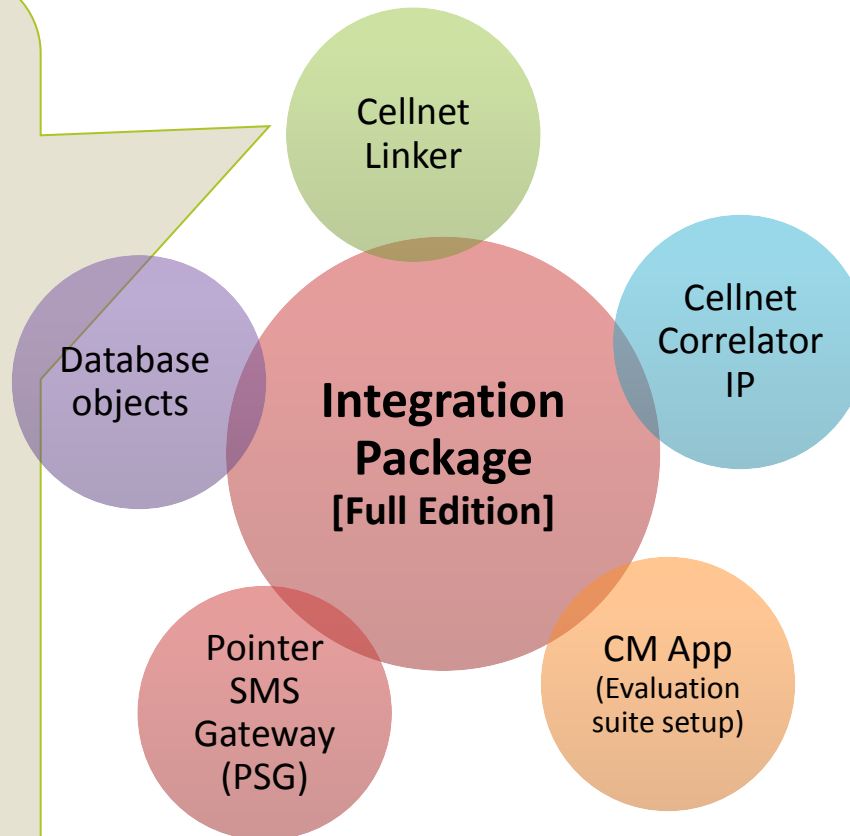 Cellnet
Linker
Cellnet
Correlator
IP
Database
objects
Integration
Package
[Full Edition]
Pointer
SMS
Gateway
(PSG)
CM App
(Evaluation
suite setup)